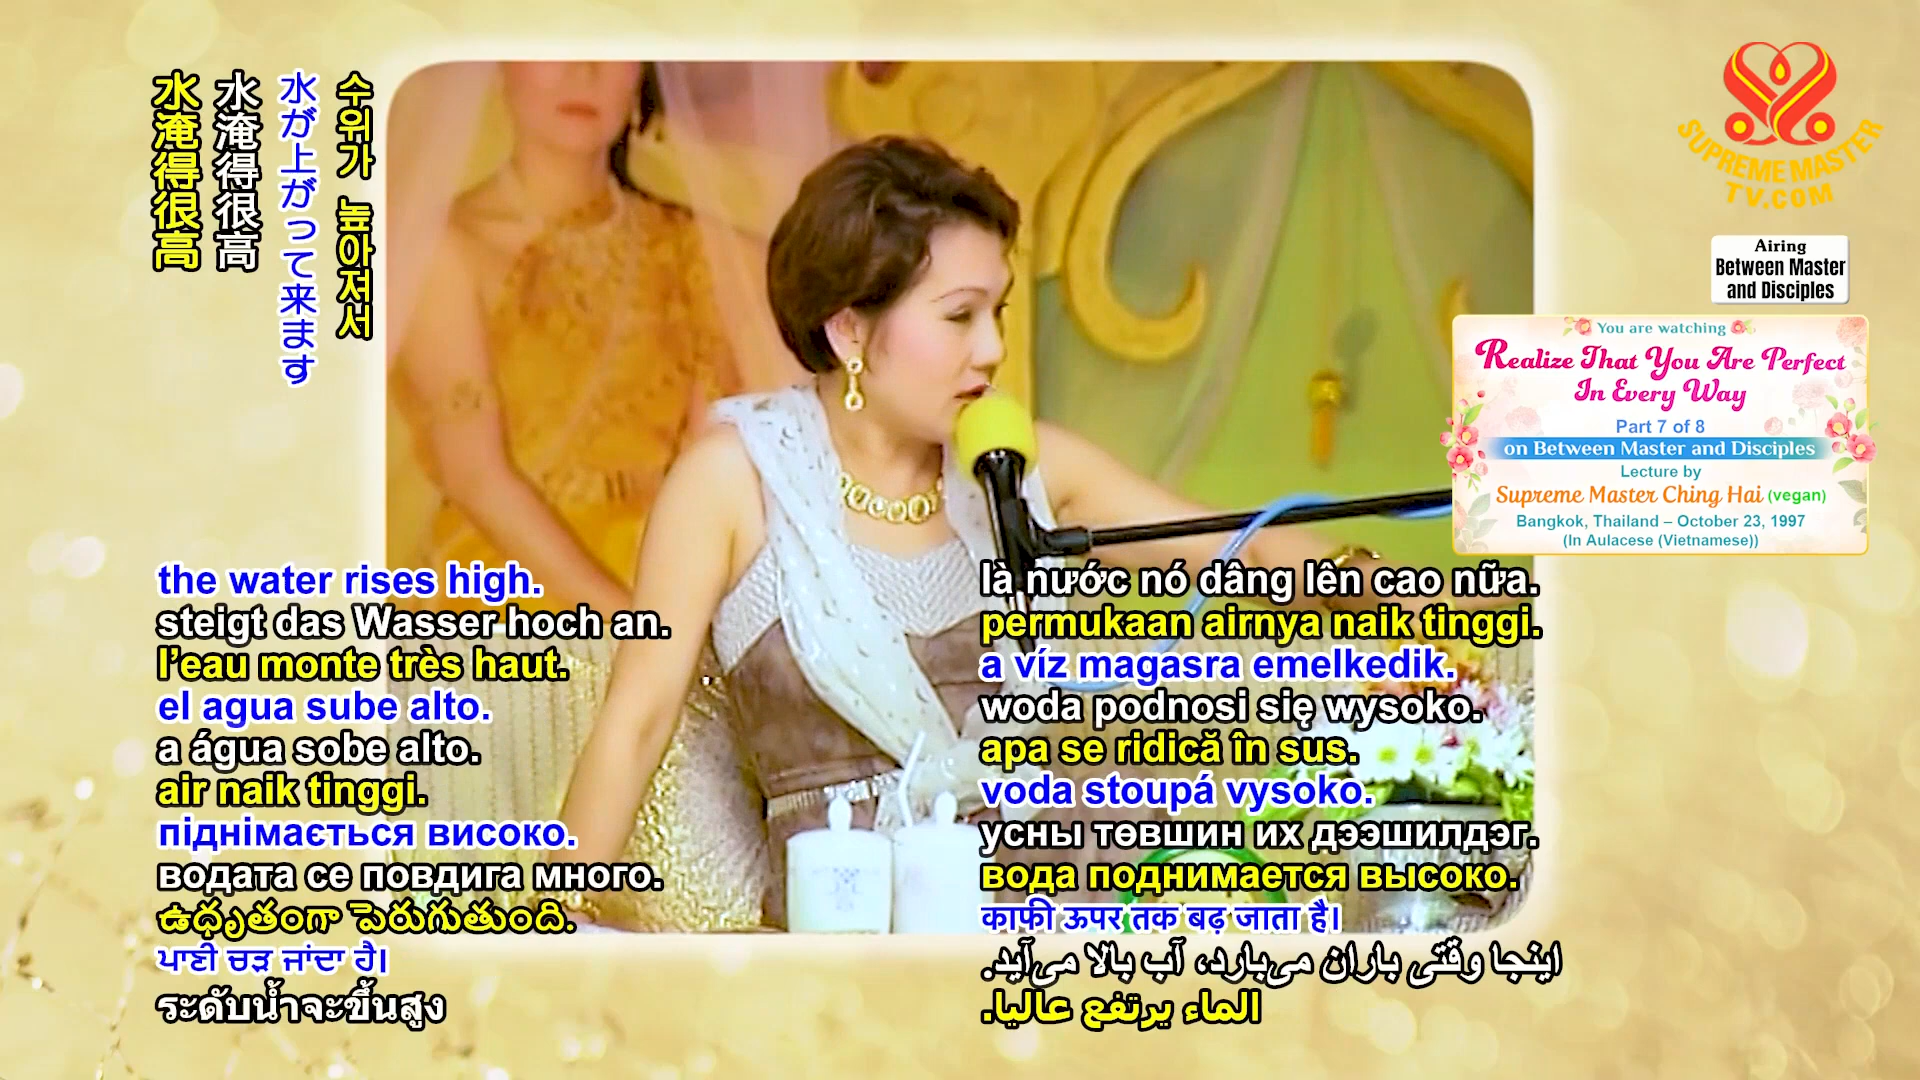 水淹得很高
水淹得很高
水が上がって来ます
수위가 높아져서
SUPREME MASTER
TV.COM
Airing
Between Master
and Disciples
You are watching
Realize That You Are Perfect
In Every Way
Part 7 of 8
on Between Master and Disciples
Lecture by
Supreme Master Ching Hai (vegan)
Bangkok, Thailand – October 23, 1997
(In Aulacese (Vietnamese))
the water rises high.
steigt das Wasser hoch an.
l’eau monte très haut.
el agua sube alto.
a água sobe alto.
air naik tinggi.
піднімається високо.
водата се повдига много.
ఉధృతంగా పెరుగుతుంది.
ਪਾਣੀ ਚੜ ਜਾਂਦਾ ਹੈ।
ระดับน้ำจะขึ้นสูง
là nước nó dâng lên cao nữa.
permukaan airnya naik tinggi.
a víz magasra emelkedik.
woda podnosi się wysoko.
apa se ridică în sus.
voda stoupá vysoko.
усны төвшин их дээшилдэг.
вода поднимается высоко.
काफी ऊपर तक बढ़ जाता है।
اینجا وقتی باران می‌بارد، آب بالا می‌آید.
الماء يرتفع عاليا.